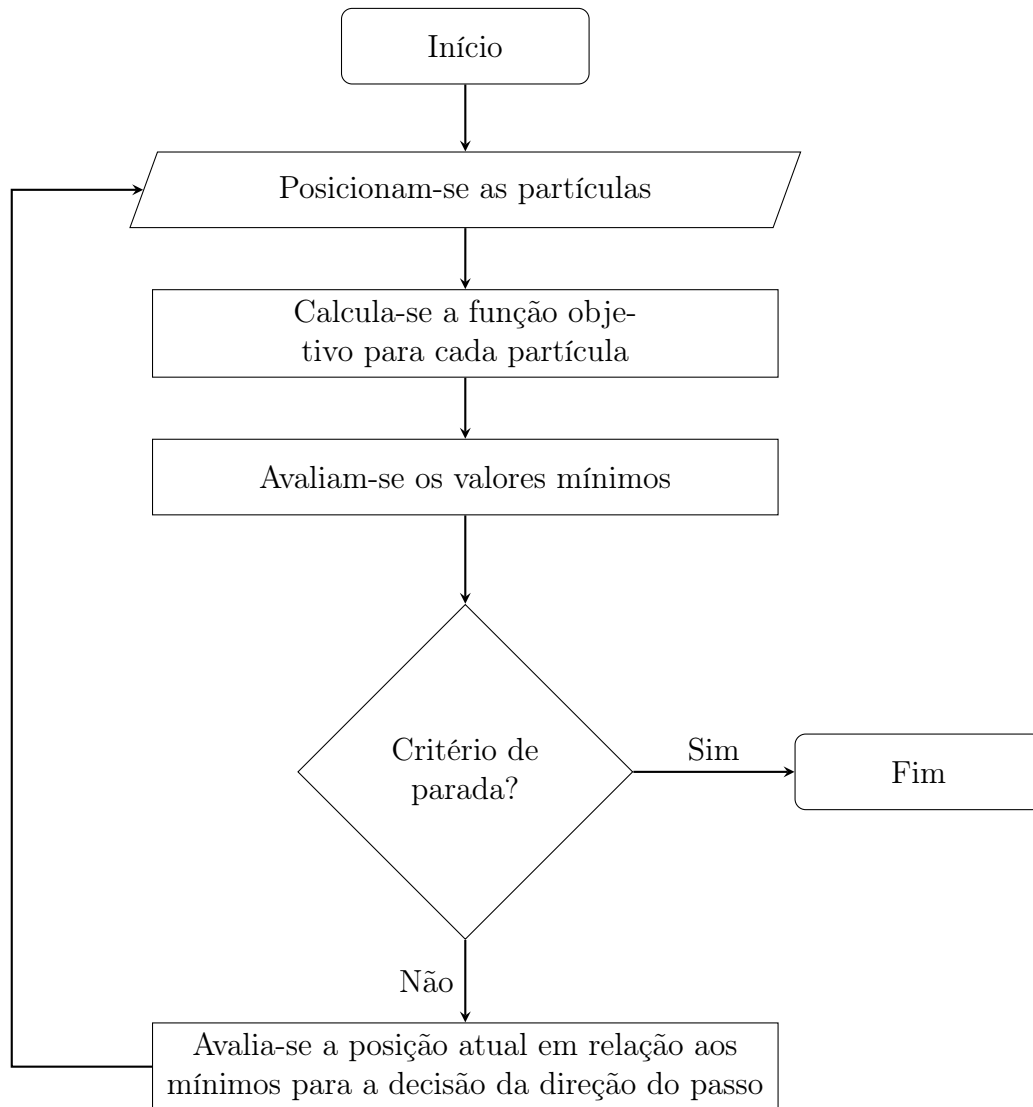 Início
Posicionam-se as partículas
Calcula-se a função obje-
tivo para cada partícula
Avaliam-se os valores mínimos
Critério de
parada?
Sim
Fim
Não
Avalia-se a posição atual em relação aos
mínimos para a decisão da direção do passo